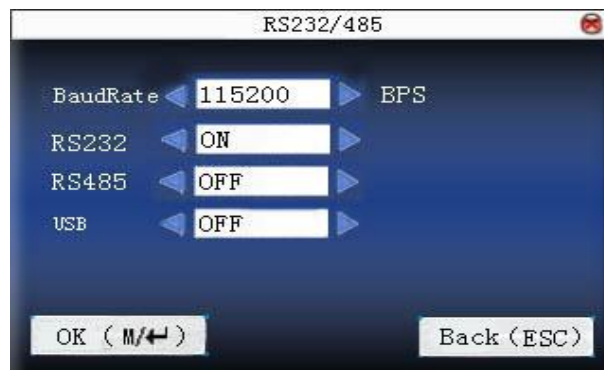 RS232/485
BaudRate 115200 BPS
RS232 ON
RS485 OFF
USB OFF
OK (M/↵) Back(ESC)